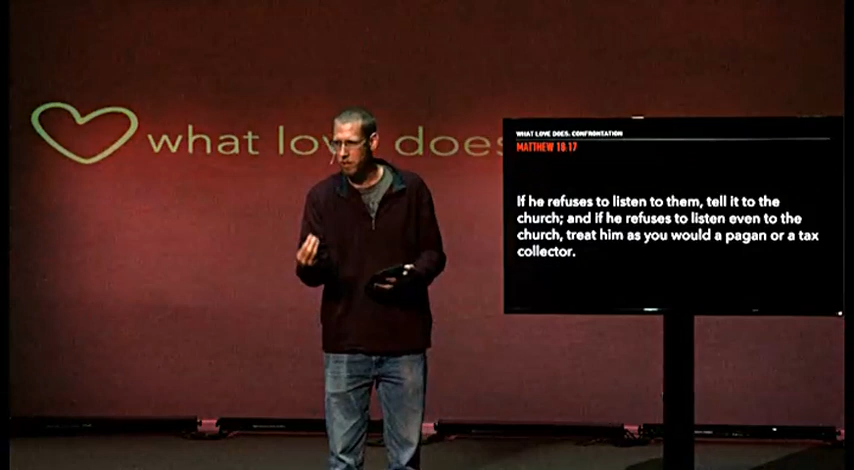 what love does
WHAT LOVE DOES: CONFRONTATION
MATTHEW 18:17
If he refuses to listen to them, tell it to the
church; and if he refuses to listen even to the
church, treat him as you would a pagan or a tax
collector.